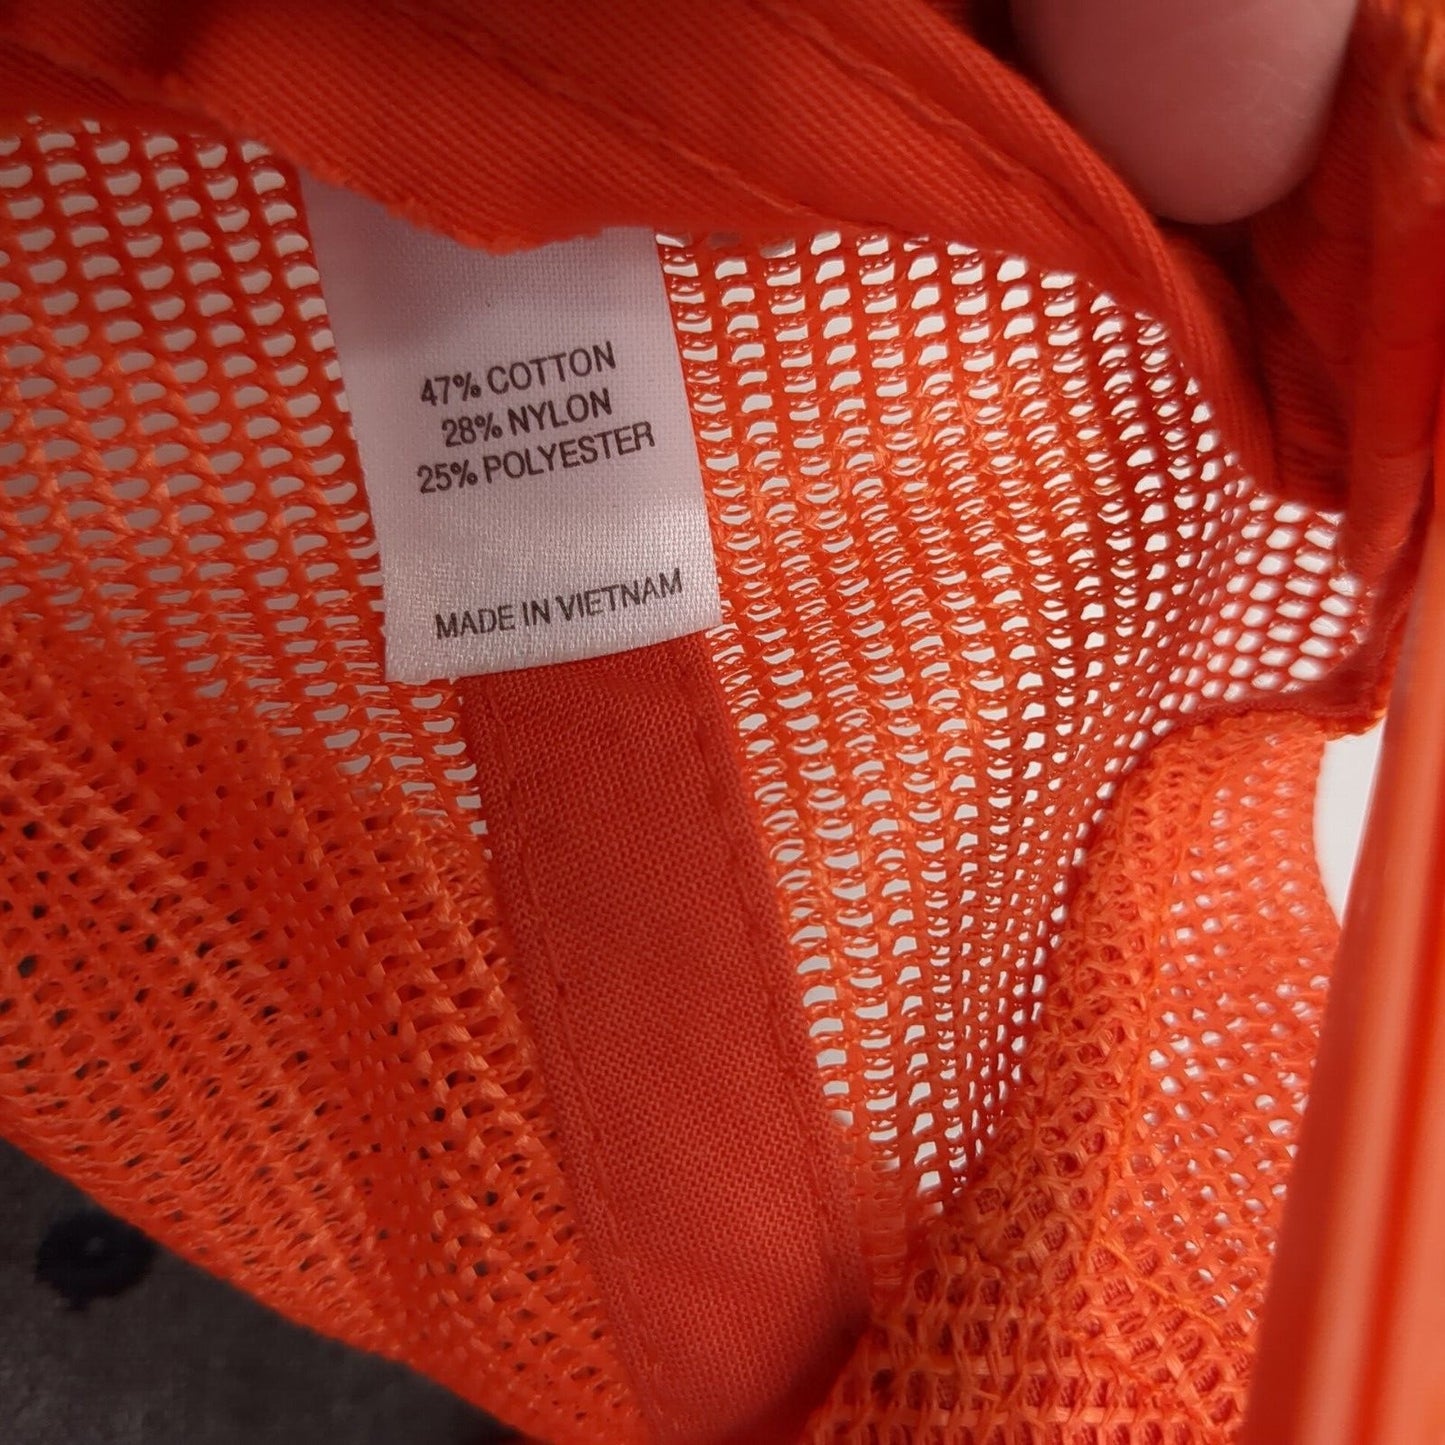 47% COTTON
28% NYLON
25% POLYESTER
MADE IN VIETNAM